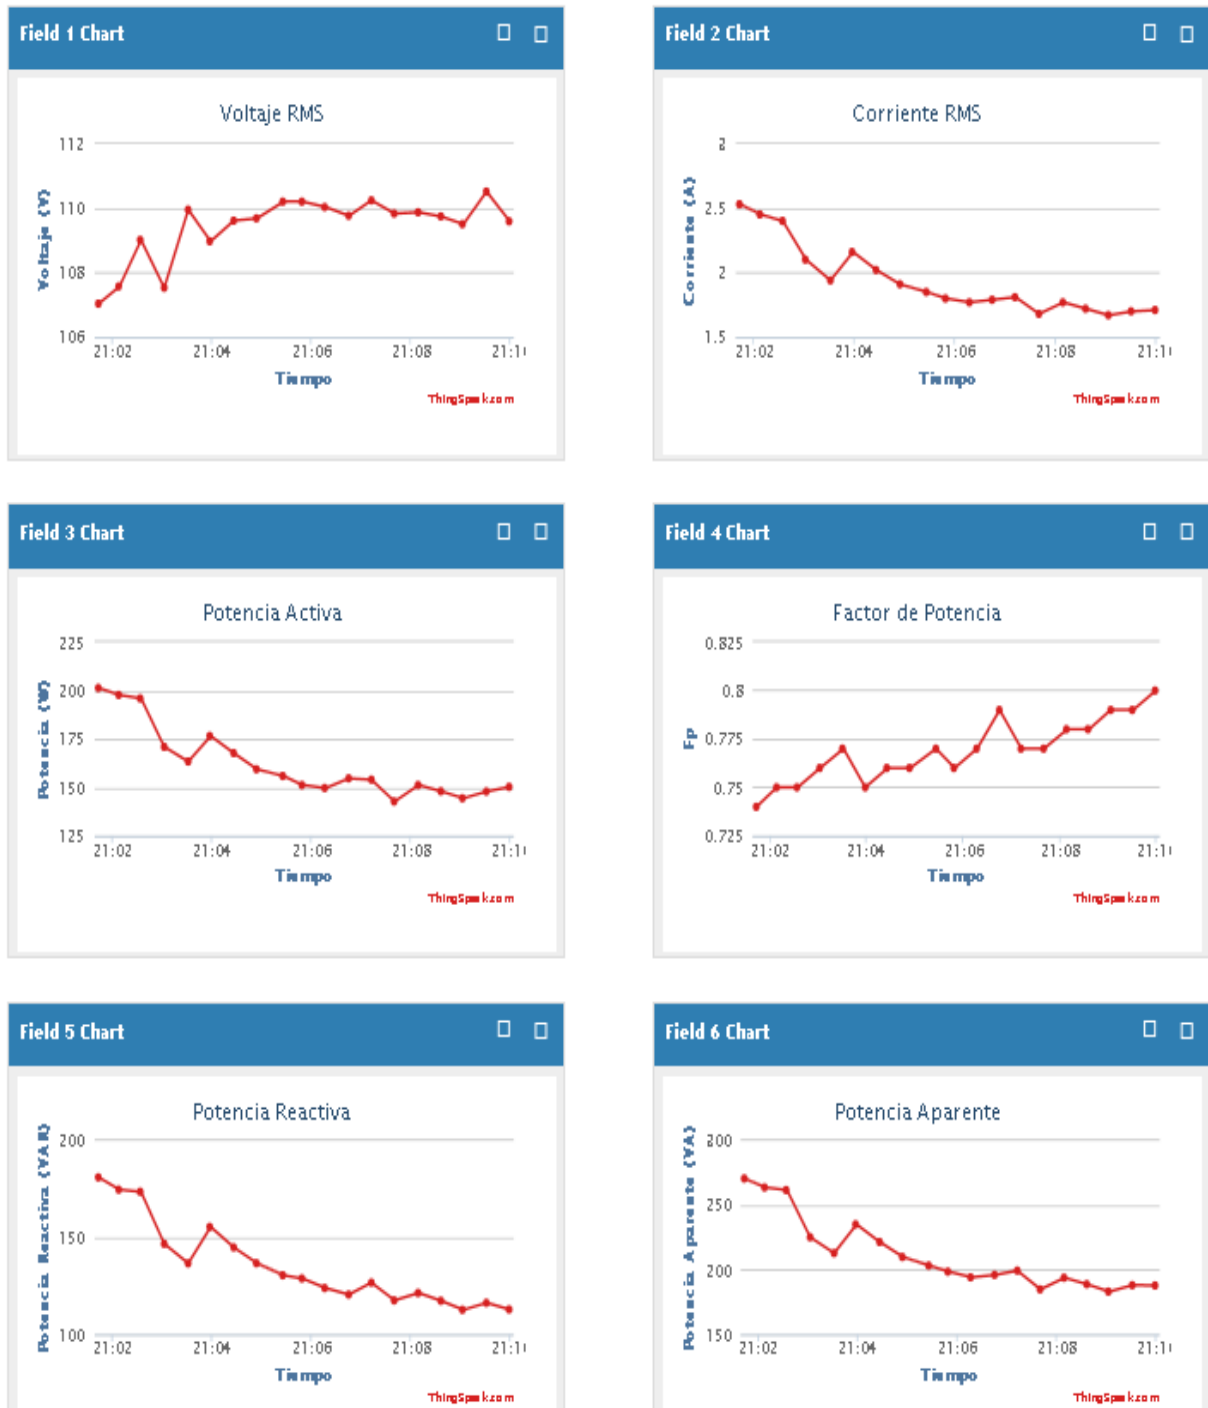 Field 1 Chart
Voltaje RMS
112
110
108
106
Voltaje (V)
21:02 21:04 21:06 21:08
Tiempo
ThingSpeak.com
Field 2 Chart
Corriente RMS
3
2.5
2
1.5
Corriente (A)
21:02 21:04 21:06 21:08
Tiempo
ThingSpeak.com
Field 3 Chart
Potencia Activa
225
200
175
150
125
Potencia (W)
21:02 21:04 21:06 21:08
Tiempo
ThingSpeak.com
Field 4 Chart
Factor de Potencia
0.825
0.8
0.775
0.75
0.725
Fp
21:02 21:04 21:06 21:08
Tiempo
ThingSpeak.com
Field 5 Chart
Potencia Reactiva
200
150
100
Potencia Reactiva (VAR)
21:02 21:04 21:06 21:08
Tiempo
ThingSpeak.com
Field 6 Chart
Potencia Aparente
300
250
200
150
Potencia Aparente (VA)
21:02 21:04 21:06 21:08
Tiempo
ThingSpeak.com